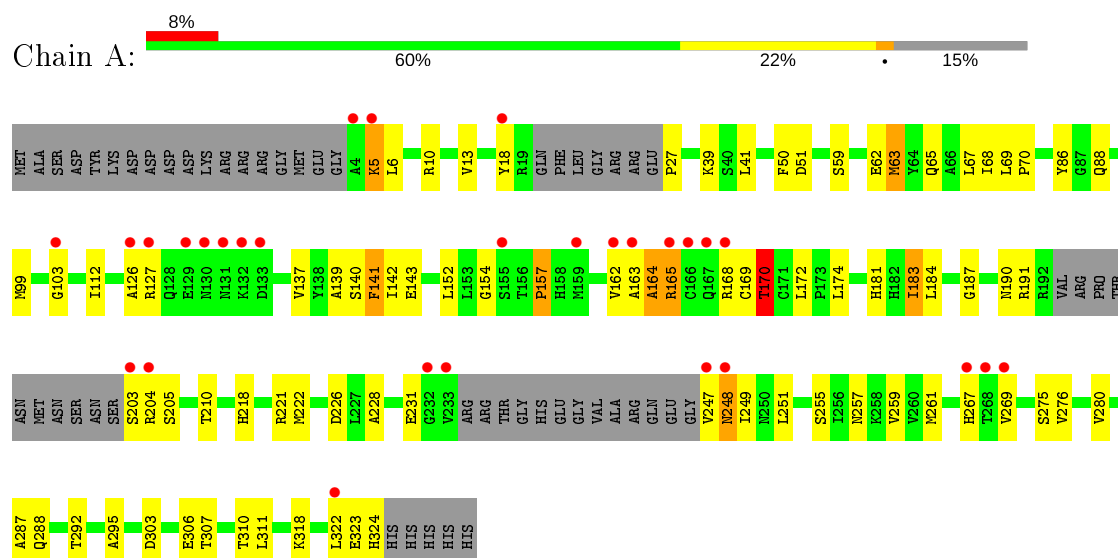 8%
Chain A:
60% 22% • 15%
MET ALA SER ASP TYR LYS ASP ASP ASP ASP LYS ARG ARG ARG GLY MET GLU GLY A4 K5 L6 R10 V13 Y18 R19 GLN PHE LEU GLY ARG ARG GLU P27 K39 S40 L41 F50 D51 S59 E62 M63 Y64 Q65 A66 L67 I68 L69 P70 Y86 G87 Q88
M99 G103 I112 A126 R127 Q128 E129 N130 N131 K132 D133 V137 Y138 A139 S140 F141 I142 E143 L152 L153 G154 S155 T156 P157 H158 M159 V162 A163 A164 R165 C166 Q167 R168 C169 T170 C171 L172 P173 L174 H181 H182 I183 L184 G187 N190 R191 R192 VAL ARG PRO THR
ASN MET ASN SER ASN SER S203 R204 S205 T210 H218 R221 M222 D226 L227 A228 E231 G232 V233 ARG ARG THR GLY HIS GLU GLY VAL ALA ARG GLN GLU GLY V247 N248 I249 N250 L251 S255 I256 N257 K258 V259 V260 M261 H267 T268 V269 S275 V276 V280
A287 Q288 T292 A295 D303 E306 T307 T310 L311 K318 L322 E323 H324 HIS HIS HIS HIS HIS